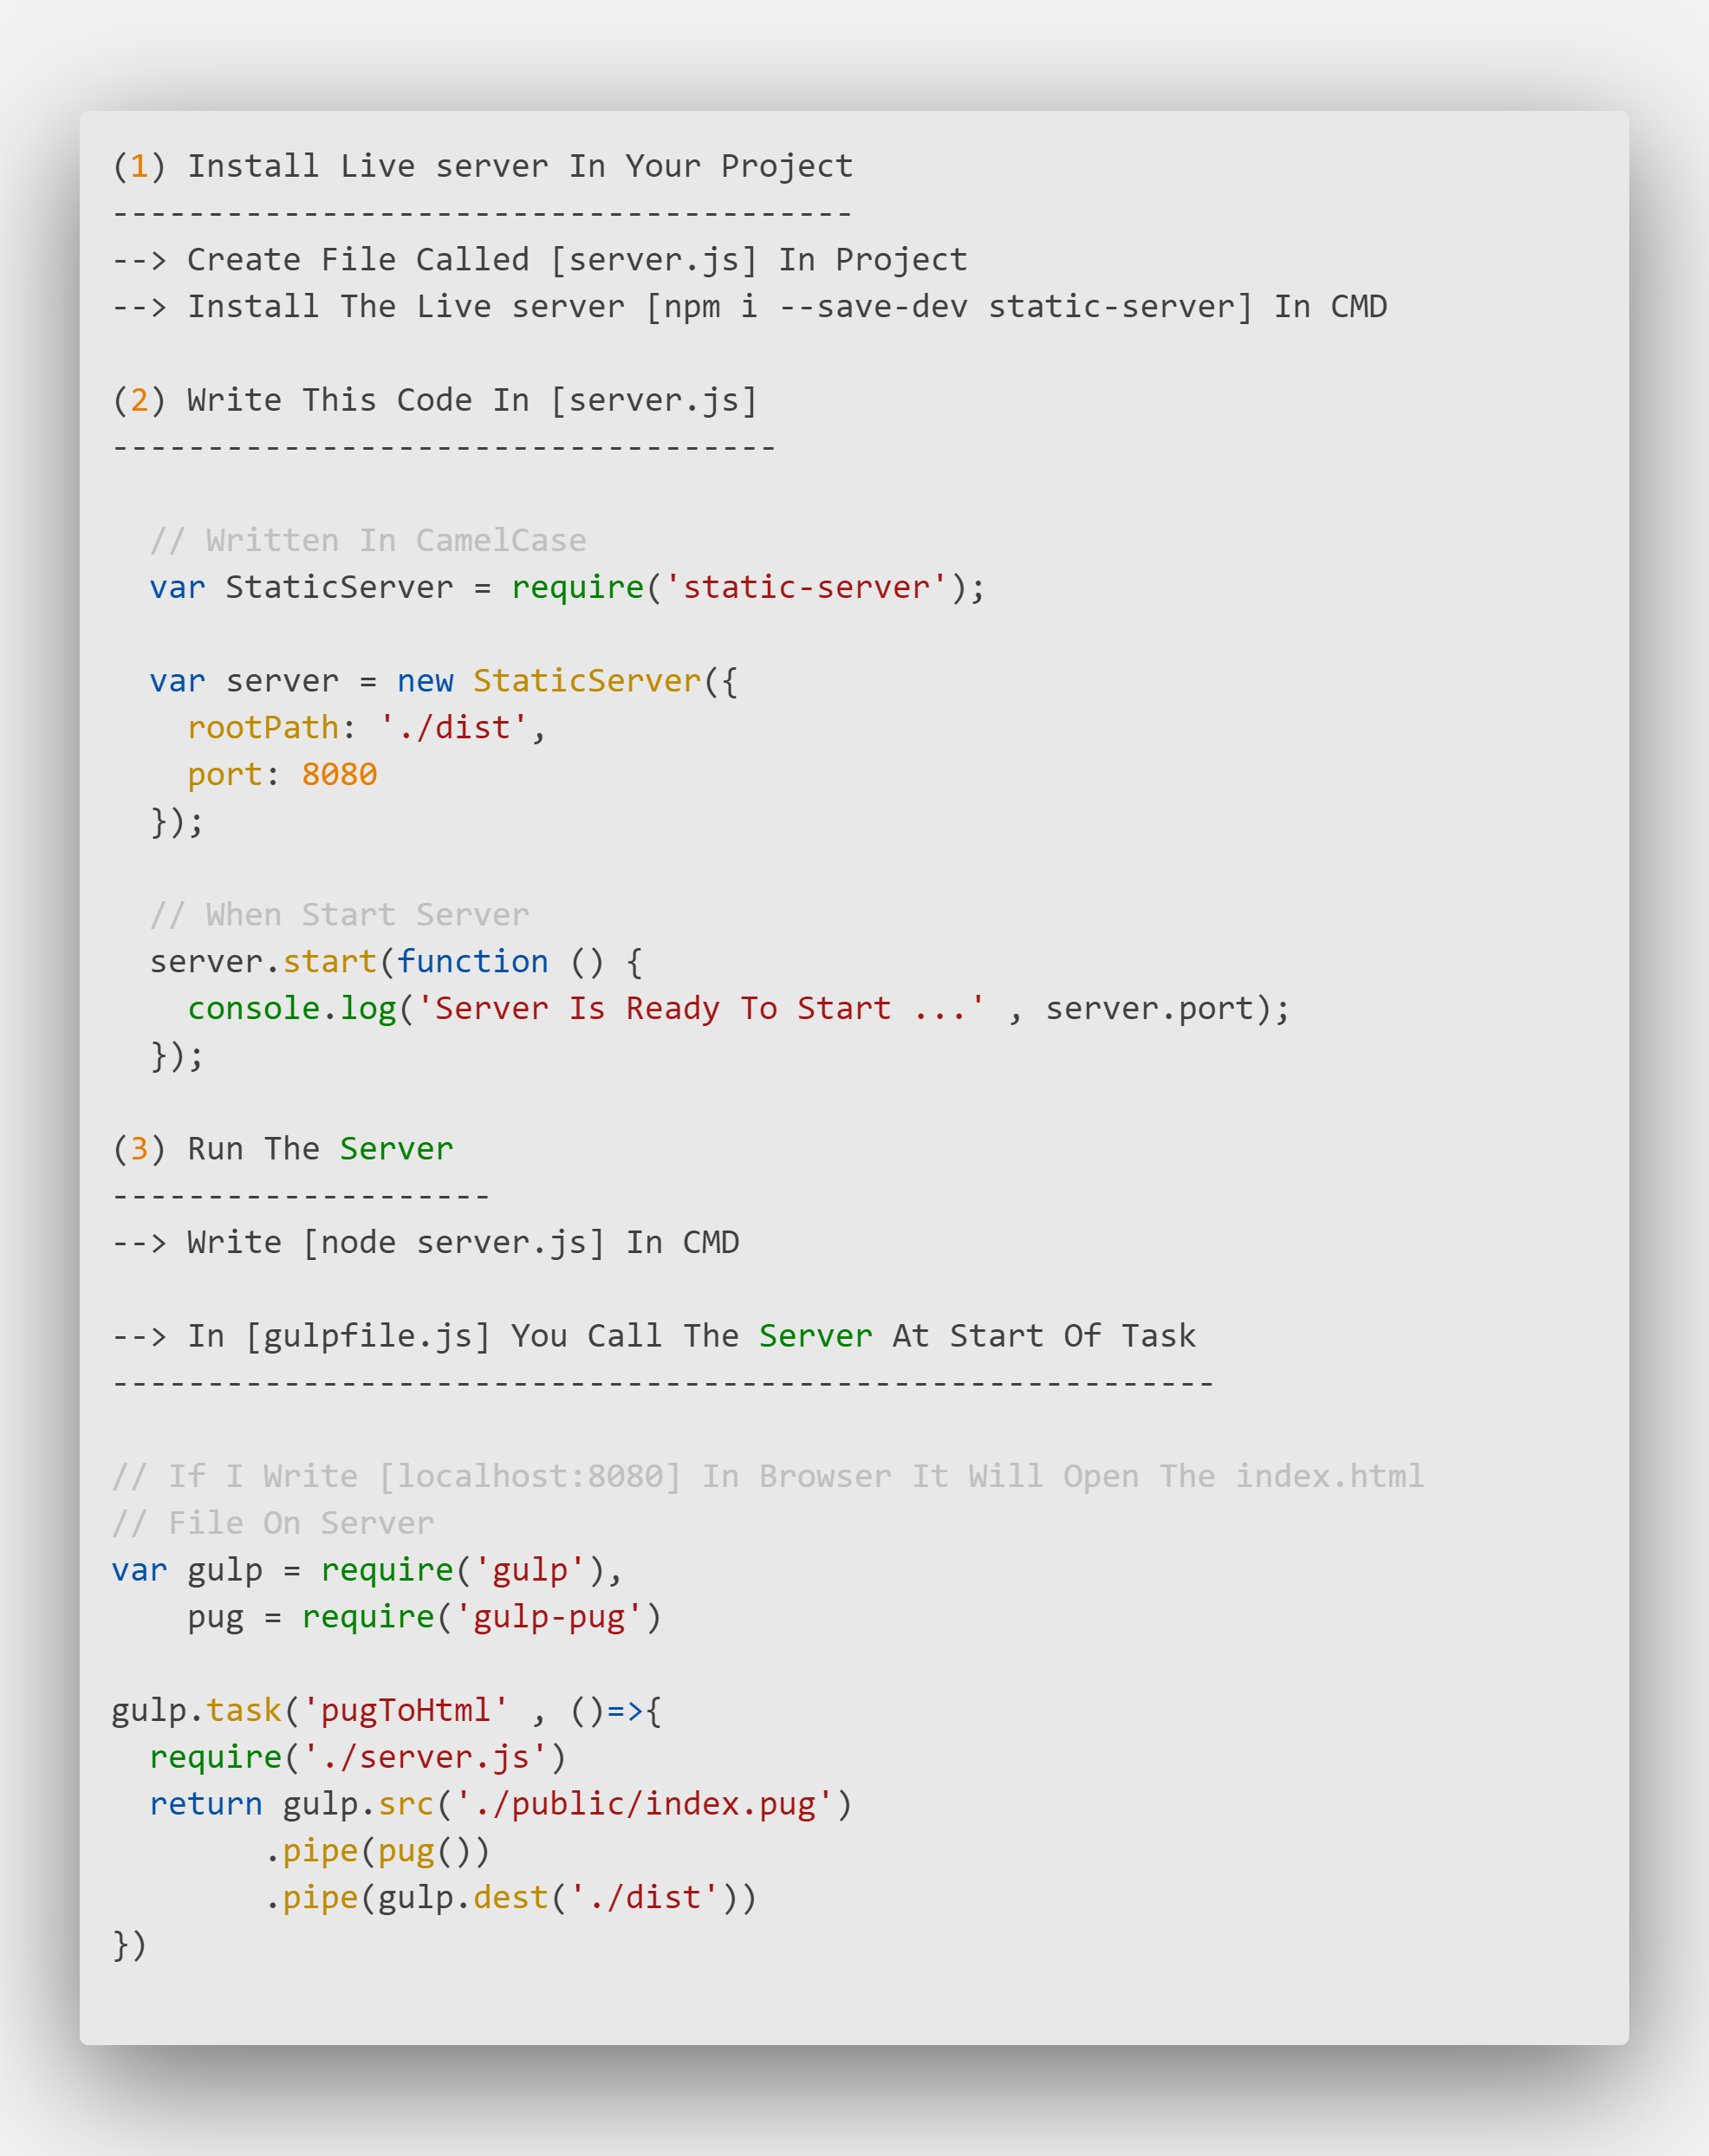 (1) Install Live server In Your Project
---------------------------------------
--> Create File Called [server.js] In Project
--> Install The Live server [npm i --save-dev static-server] In CMD
(2) Write This Code In [server.js]
-----------------------------------
// Written In CamelCase
var StaticServer = require('static-server');
var server = new StaticServer({
rootPath: './dist',
port: 8080
});
// When Start Server
server.start(function () {
console.log('Server Is Ready To Start ...' , server.port);
});
(3) Run The Server
--------------------
--> Write [node server.js] In CMD
--> In [gulpfile.js] You Call The Server At Start Of Task
----------------------------------------------------------
// If I Write [localhost:8080] In Browser It Will Open The index.html
// File On Server
var gulp = require('gulp'),
pug = require('gulp-pug')
gulp.task('pugToHtml' , ()=>{
require('./server.js')
return gulp.src('./public/index.pug')
.pipe(pug())
.pipe(gulp.dest('./dist'))
})